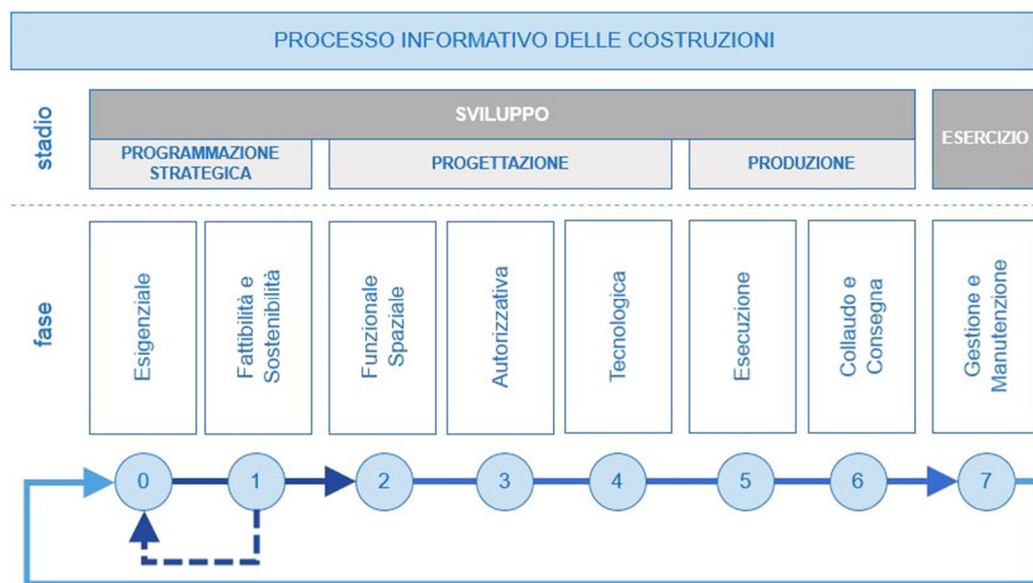 PROCESSO INFORMATIVO DELLE COSTRUZIONI
stadio
SVILUPPO
ESERCIZIO
PROGRAMMAZIONE
STRATEGICA
PROGETTAZIONE
PRODUZIONE
fase
Esigenziale
Fattibilità e
Sostenibilità
Funzionale
Spaziale
Autorizzativa
Tecnologica
Esecuzione
Collaudo e
Consegna
Gestione e
Manutenzione
0 1 2 3 4 5 6 7